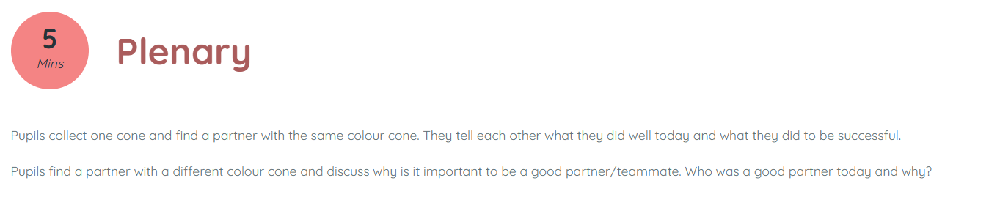 5
Mins
Plenary
Pupils collect one cone and find a partner with the same colour cone. They tell each other what they did well today and what they did to be successful.
Pupils find a partner with a different colour cone and discuss why is it important to be a good partner/teammate. Who was a good partner today and why?